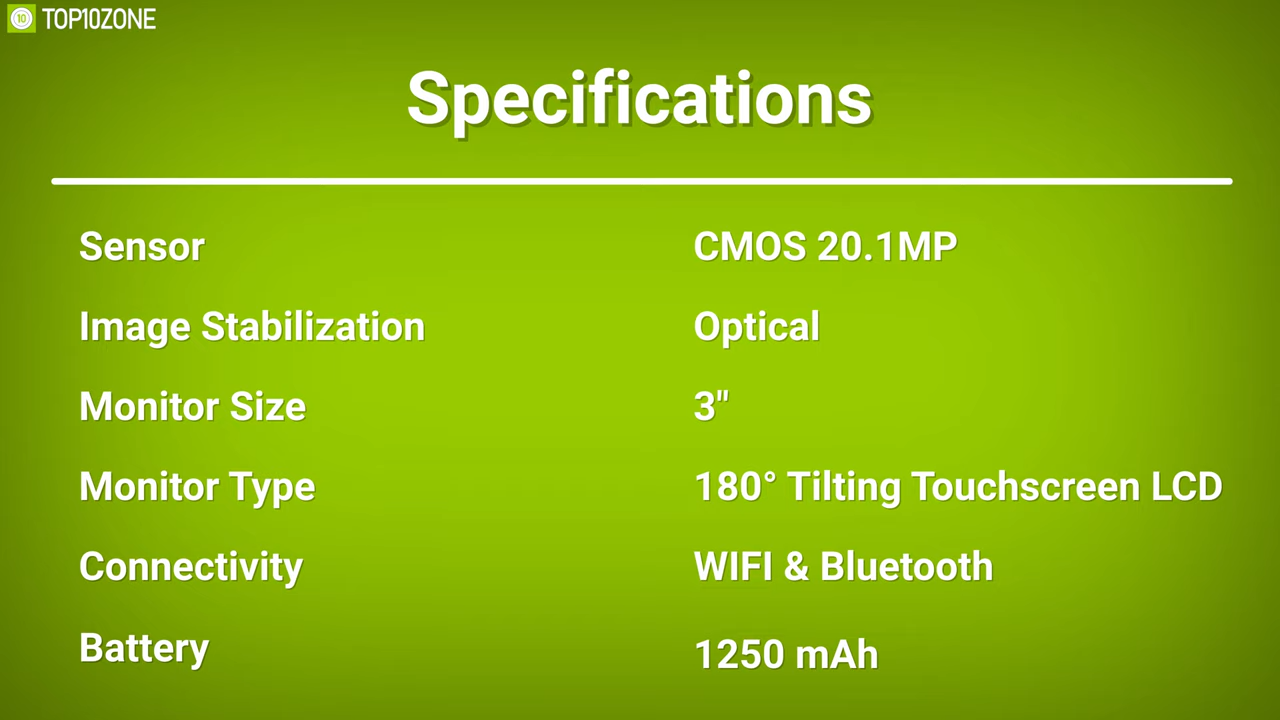 10 TOP10ZONE
Specifications
Sensor CMOS 20.1MP
Image Stabilization Optical
Monitor Size 3"
Monitor Type 180° Tilting Touchscreen LCD
Connectivity WIFI & Bluetooth
Battery 1250 mAh